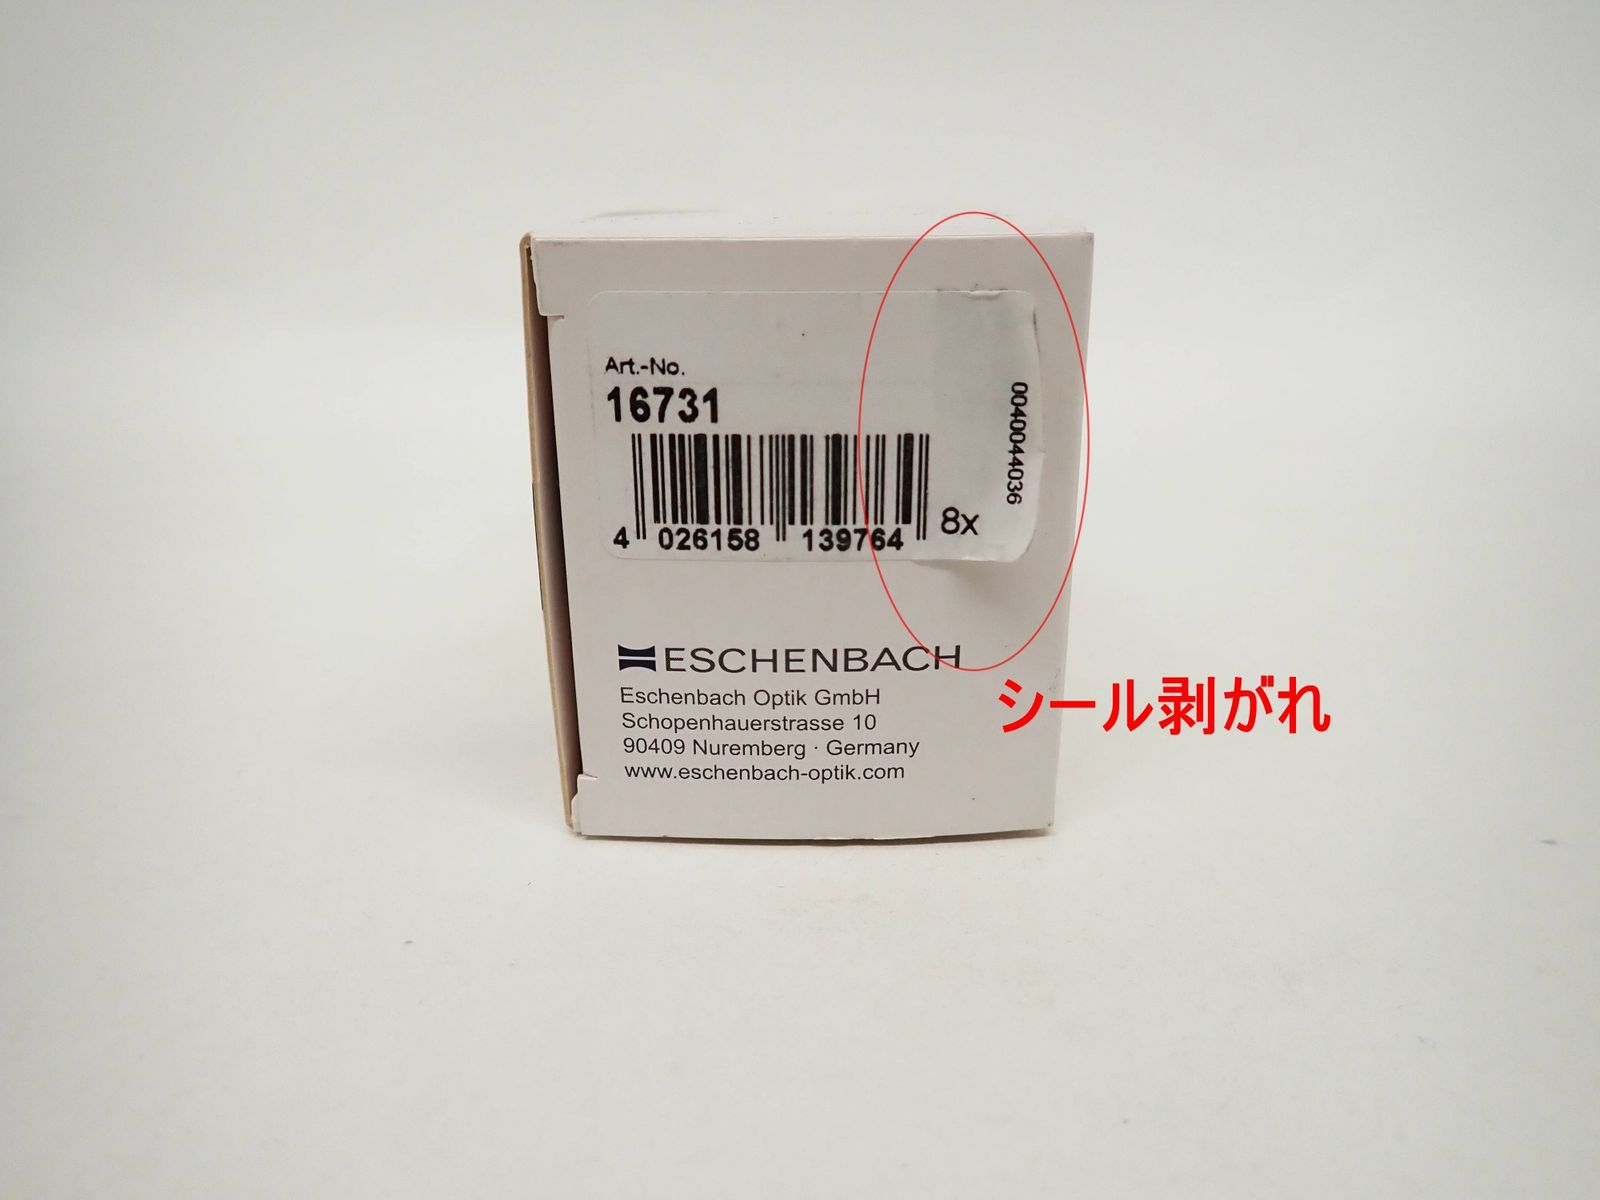 Art.-No.
16731
0040044036
4 026158 139764
8x
ESCHENBACH
Eschenbach Optik GmbH
Schopenhauerstrasse 10
90409 Nuremberg · Germany
www.eschenbach-optik.com
シール剥がれ